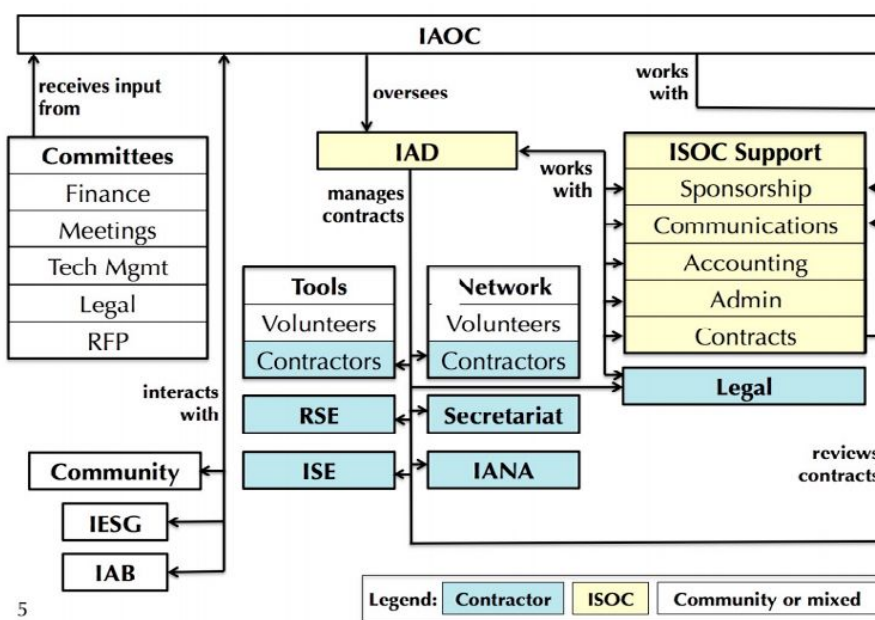 IAOC
receives input
from
oversees
works
with
Committees
Finance
Meetings
Tech Mgmt
Legal
RFP
IAD
manages
contracts
works
with
ISOC Support
Sponsorship
Communications
Accounting
Admin
Contracts
Legal
Tools
Volunteers
Contractors
Network
Volunteers
Contractors
RSE
Secretariat
ISE
IANA
interacts
with
Community
IESG
IAB
reviews
contracts
5
Legend: Contractor ISOC Community or mixed